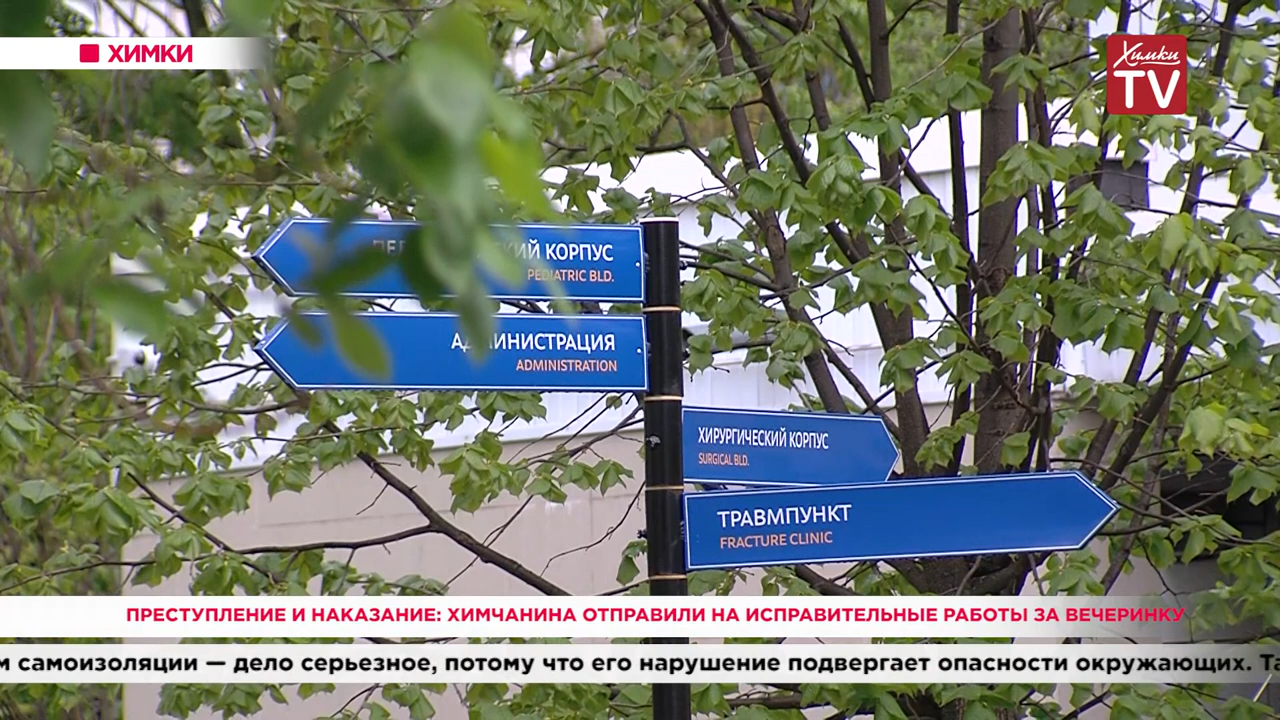 ХИМКИ
Химки
TV
КОРПУС
PEDIATRIC BLD.
АДМИНИСТРАЦИЯ
ADMINISTRATION
ХИРУРГИЧЕСКИЙ КОРПУС
SURGICAL BLD.
ТРАВМПУНКТ
FRACTURE CLINIC
ПРЕСТУПЛЕНИЕ И НАКАЗАНИЕ: ХИМЧАНИНА ОТПРАВИЛИ НА ИСПРАВИТЕЛЬНЫЕ РАБОТЫ ЗА ВЕЧЕРИНКУ
м самоизоляции — дело серьезное, потому что его нарушение подвергает опасности окружающих. Та